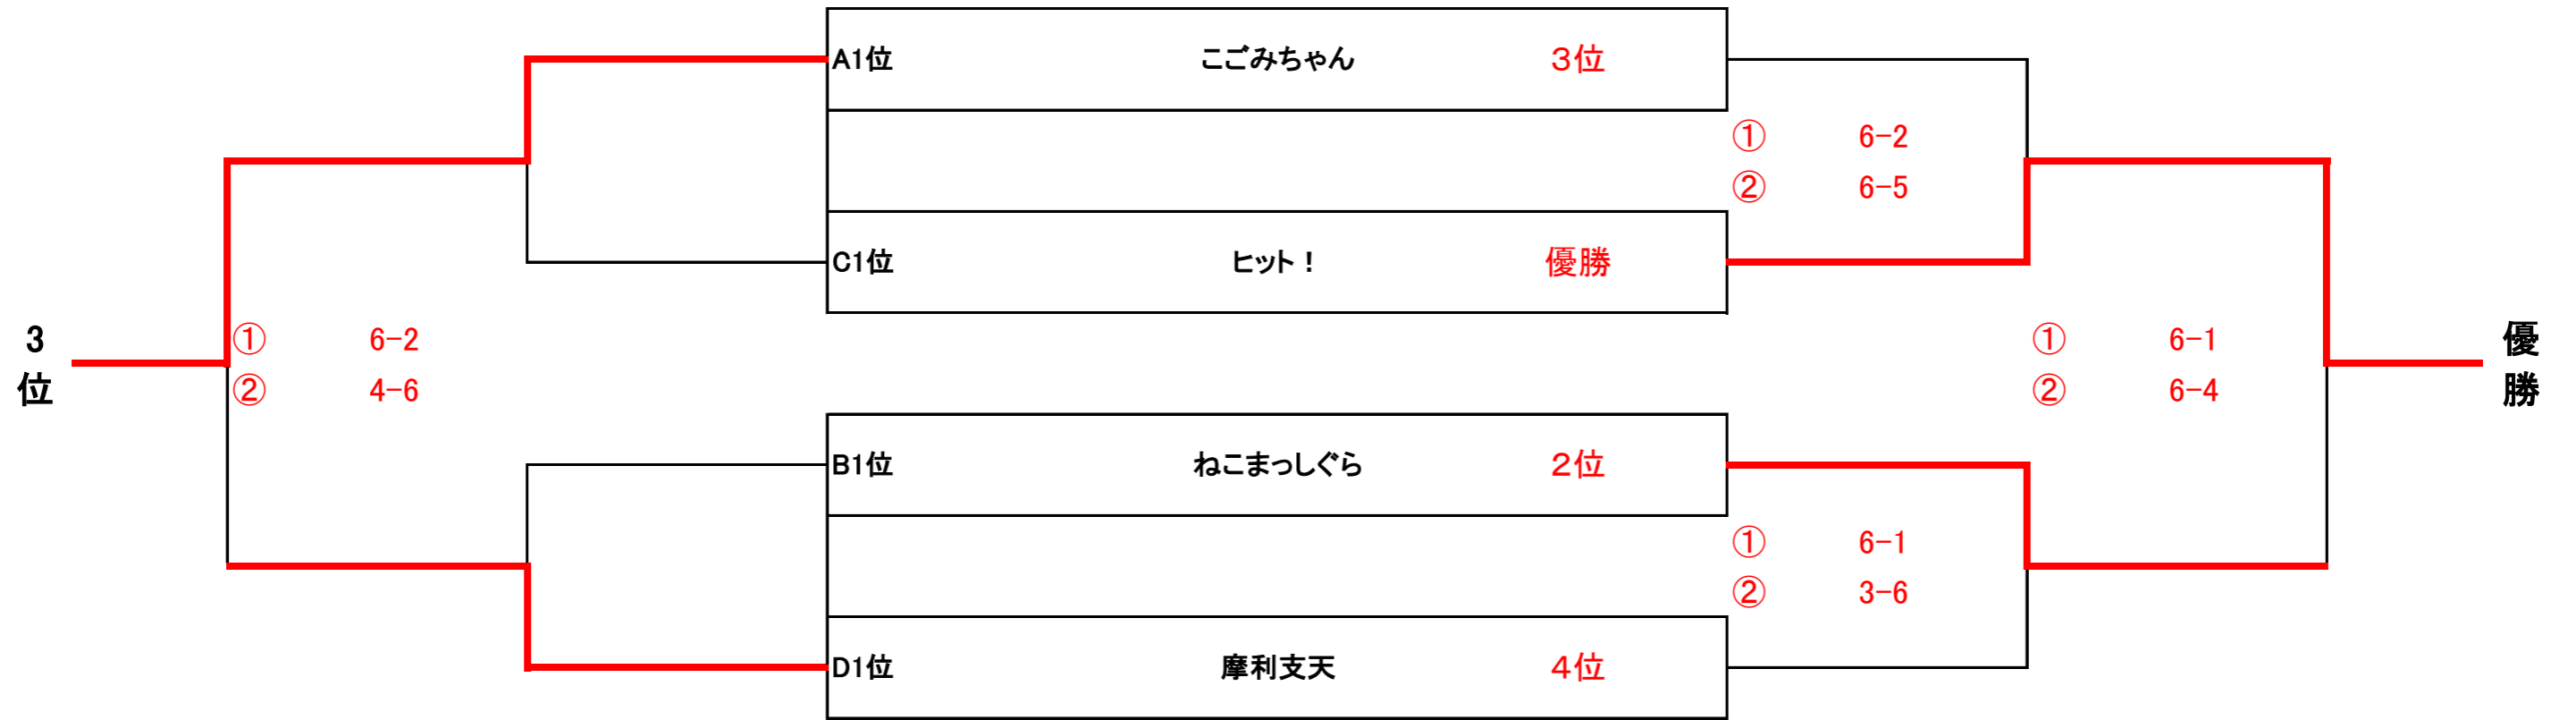 A1位 こごみちゃん 3位
① 6-2
② 6-5
C1位 ヒット！ 優勝
3位
① 6-2
② 4-6
① 6-1
② 6-4
優勝
B1位 ねこまっしぐら 2位
① 6-1
② 3-6
D1位 摩利支天 4位